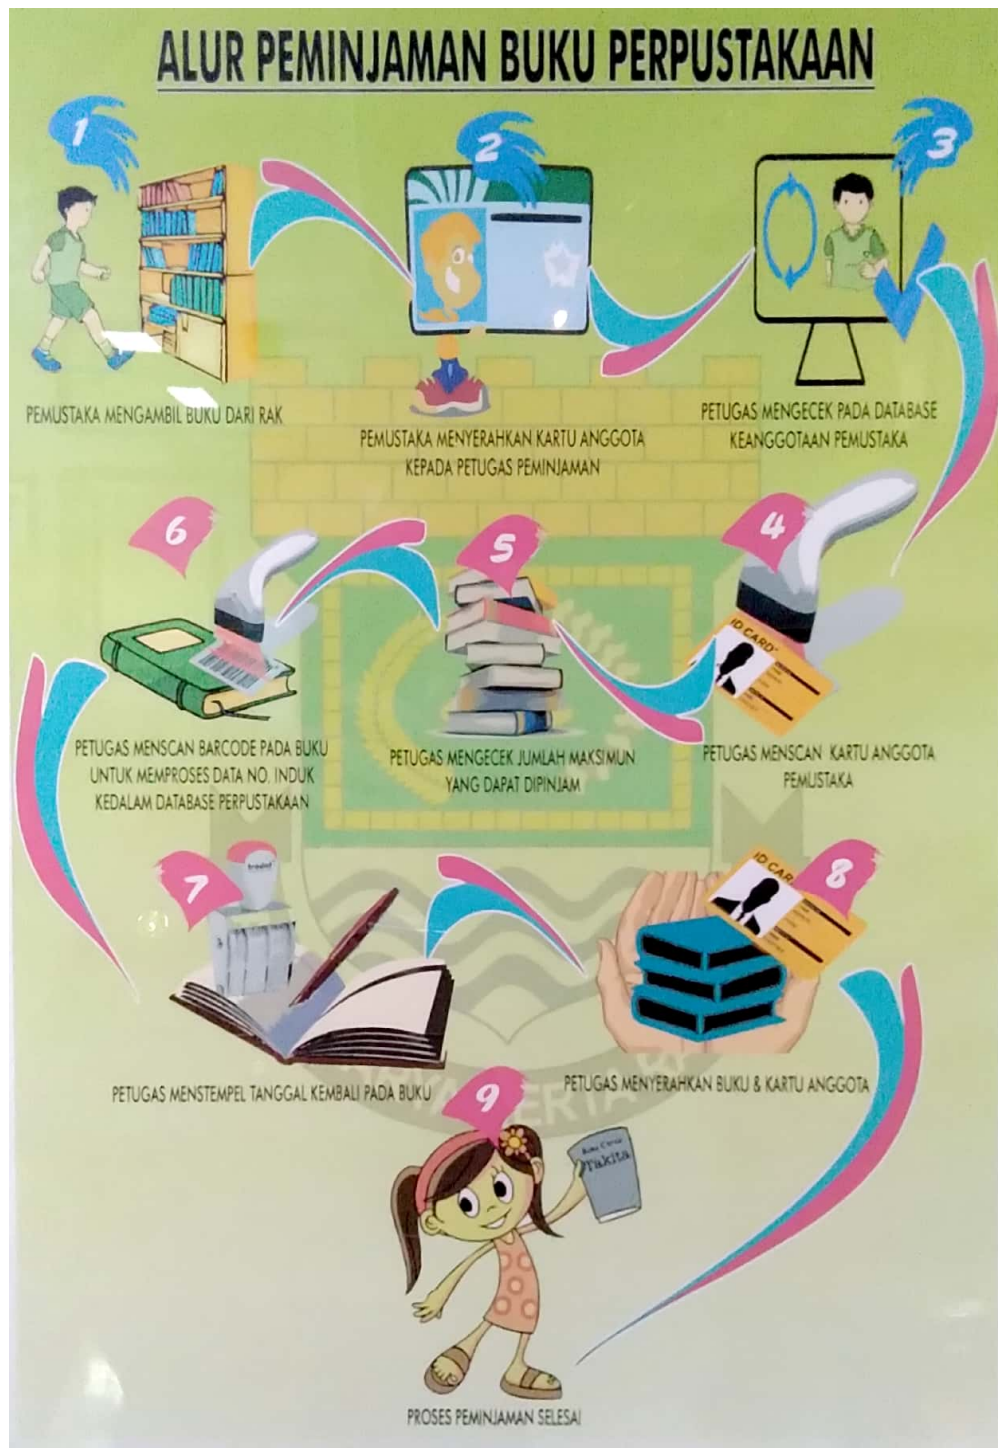 ALUR PEMINJAMAN BUKU PERPUSTAKAAN
1
PEMUSTAKA MENGAMBIL BUKU DARI RAK
2
PEMUSTAKA MENYERAHKAN KARTU ANGGOTA
KEPADA PETUGAS PEMINJAMAN
3
PETUGAS MENGECEK PADA DATABASE
KEANGGOTAAN PEMUSTAKA
4
ID CARD
PETUGAS MENSCAN KARTU ANGGOTA
PEMUSTAKA
5
PETUGAS MENGECEK JUMLAH MAKSIMUN
YANG DAPAT DIPINJAM
6
PETUGAS MENSCAN BARCODE PADA BUKU
UNTUK MEMPROSES DATA NO. INDUK
KEDALAM DATABASE PERPUSTAKAAN
7
PETUGAS MENSTEMPEL TANGGAL KEMBALI PADA BUKU
8
ID CAR
PETUGAS MENYERAHKAN BUKU & KARTU ANGGOTA
9
Takita
PROSES PEMINJAMAN SELESAI